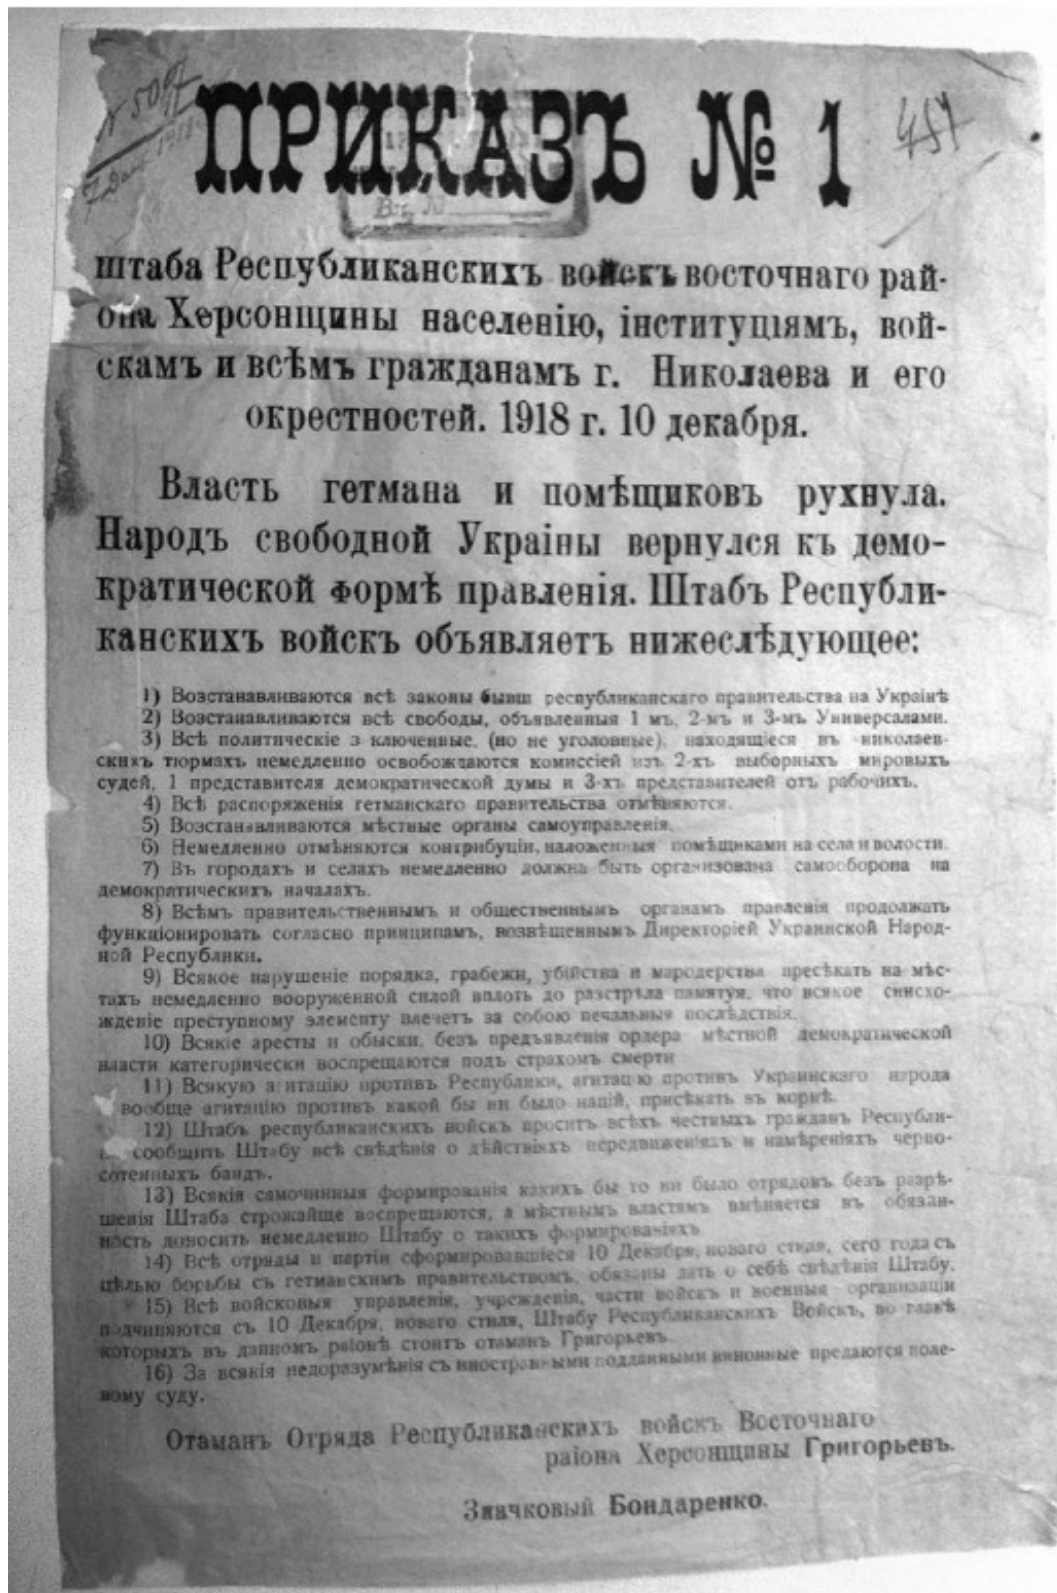 № 5097
ПРИКАЗЪ № 1
457
7 Дек 1918
Вх. №
штаба Республиканскихъ войскъ восточнаго рай-
она Херсонщины населенію, інституціямъ, вой-
скамъ и всѣмъ гражданамъ г. Николаева и его
окрестностей. 1918 г. 10 декабря.
Власть гетмана и помѣщиковъ рухнула.
Народъ свободной Украіны вернулся къ демо-
кратической формѣ правленія. Штабъ Республи-
канскихъ войскъ объявляетъ нижеслѣдующее:
1) Возстанавливаются всѣ законы бывш республиканскаго правительства на Украінѣ
2) Возстанавливаются всѣ свободы, объявленныя 1 мъ, 2-мъ и 3-мъ Универсалами.
3) Всѣ политическіе з ключенные, (но не уголовные), находящіеся въ николаев-
скихъ тюрмахъ немедленно освобождаются комиссіей изъ 2-хъ выборныхъ мировыхъ
судей, 1 представителя демократической думы и 3-хъ представителей отъ рабочихъ.
4) Всѣ распоряженія гетманскаго правительства отмѣняются.
5) Возстанавливаются мѣстные органы самоуправленія.
6) Немедленно отмѣняются контрибуціи, наложенныя помѣщиками на села и волости.
7) Въ городахъ и селахъ немедленно должна быть организована самооборона на
демократическихъ началахъ.
8) Всѣмъ правительственнымъ и общественнымъ органамъ правленія продолжать
функціонировать согласно принципамъ, возвѣщеннымъ Директоріей Украинской Народ-
ной Республики.
9) Всякое нарушеніе порядка, грабежи, убійства и мародерства пресѣкать на мѣс-
тахъ немедленно вооруженной силой вплоть до разстрѣла памятуя, что всякое снисхо-
жденіе преступному элементу влечетъ за собою печальныя послѣдствія.
10) Всякіе аресты и обыски, безъ предъявленія ордера мѣстной демократической
власти категорически воспрещаются подъ страхомъ смерти
11) Всякую агитацію противъ Республики, агитацію противъ Украинскаго народа
вообще агитацію противъ какой бы ни было націй, присѣкать въ корнѣ.
12) Штабъ республиканскихъ войскъ проситъ всѣхъ честныхъ граждан Республи-
сообщить Штабу всѣ свѣдѣнія о дѣйствіяхъ передвиженіяхъ и намѣреніяхъ черно-
сотенныхъ бандъ.
13) Всякія самочинныя формированія какихъ бы то ни было отрядовъ безъ разрѣ-
шенія Штаба строжайше воспрещаются, а мѣстнымъ властямъ вмѣняется въ обязан-
ность доносить немедленно Штабу о такихъ формированіяхъ
14) Всѣ отряды и партіи сформировавшіеся 10 Декабря, новаго стиля, сего года съ
цѣлью борьбы съ гетманскимъ правительствомъ, обязаны дать о себѣ свѣдѣнія Штабу.
15) Всѣ войсковыя управленія, учрежденія, части войскъ и военныя организаціи
подчиняются съ 10 Декабря, новаго стиля, Штабу Республиканскихъ Войскъ, во главѣ
которыхъ въ данномъ раіонѣ стоитъ отаманъ Григорьевъ.
16) За всякія недоразумѣнія съ иностранными подданными виновные предаются поле-
вому суду.
Отаманъ Отряда Республиканскихъ войскъ Восточнаго
раіона Херсонщины Григорьевъ.
Значковый Бондаренко.